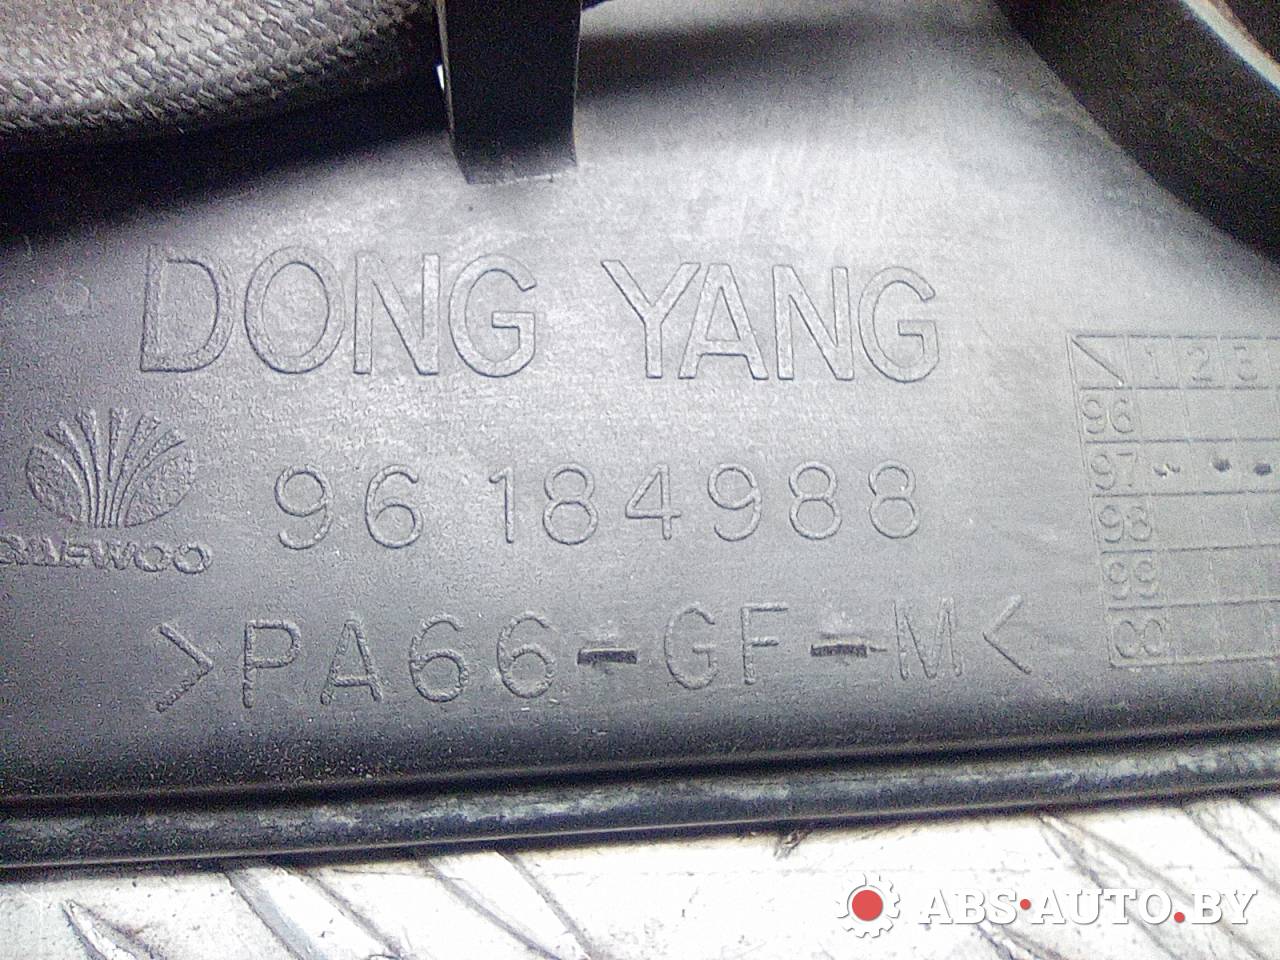 DONG YANG
1 2 3
96
97
98
99
00
DAEWOO
96 184988
>PA66-GF-M<
ABS·AUTO.BY